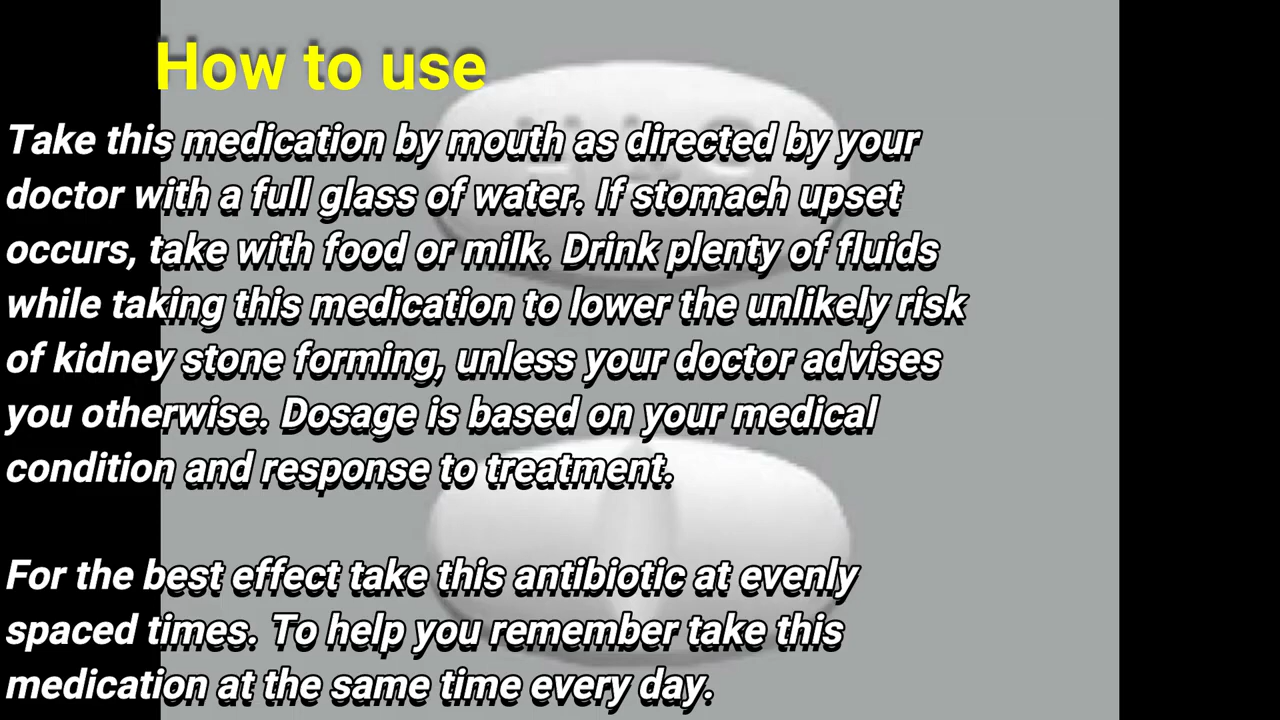 How to use
Take this medication by mouth as directed by your
doctor with a full glass of water. If stomach upset
occurs, take with food or milk. Drink plenty of fluids
while taking this medication to lower the unlikely risk
of kidney stone forming, unless your doctor advises
you otherwise. Dosage is based on your medical
condition and response to treatment.
For the best effect take this antibiotic at evenly
spaced times. To help you remember take this
medication at the same time every day.